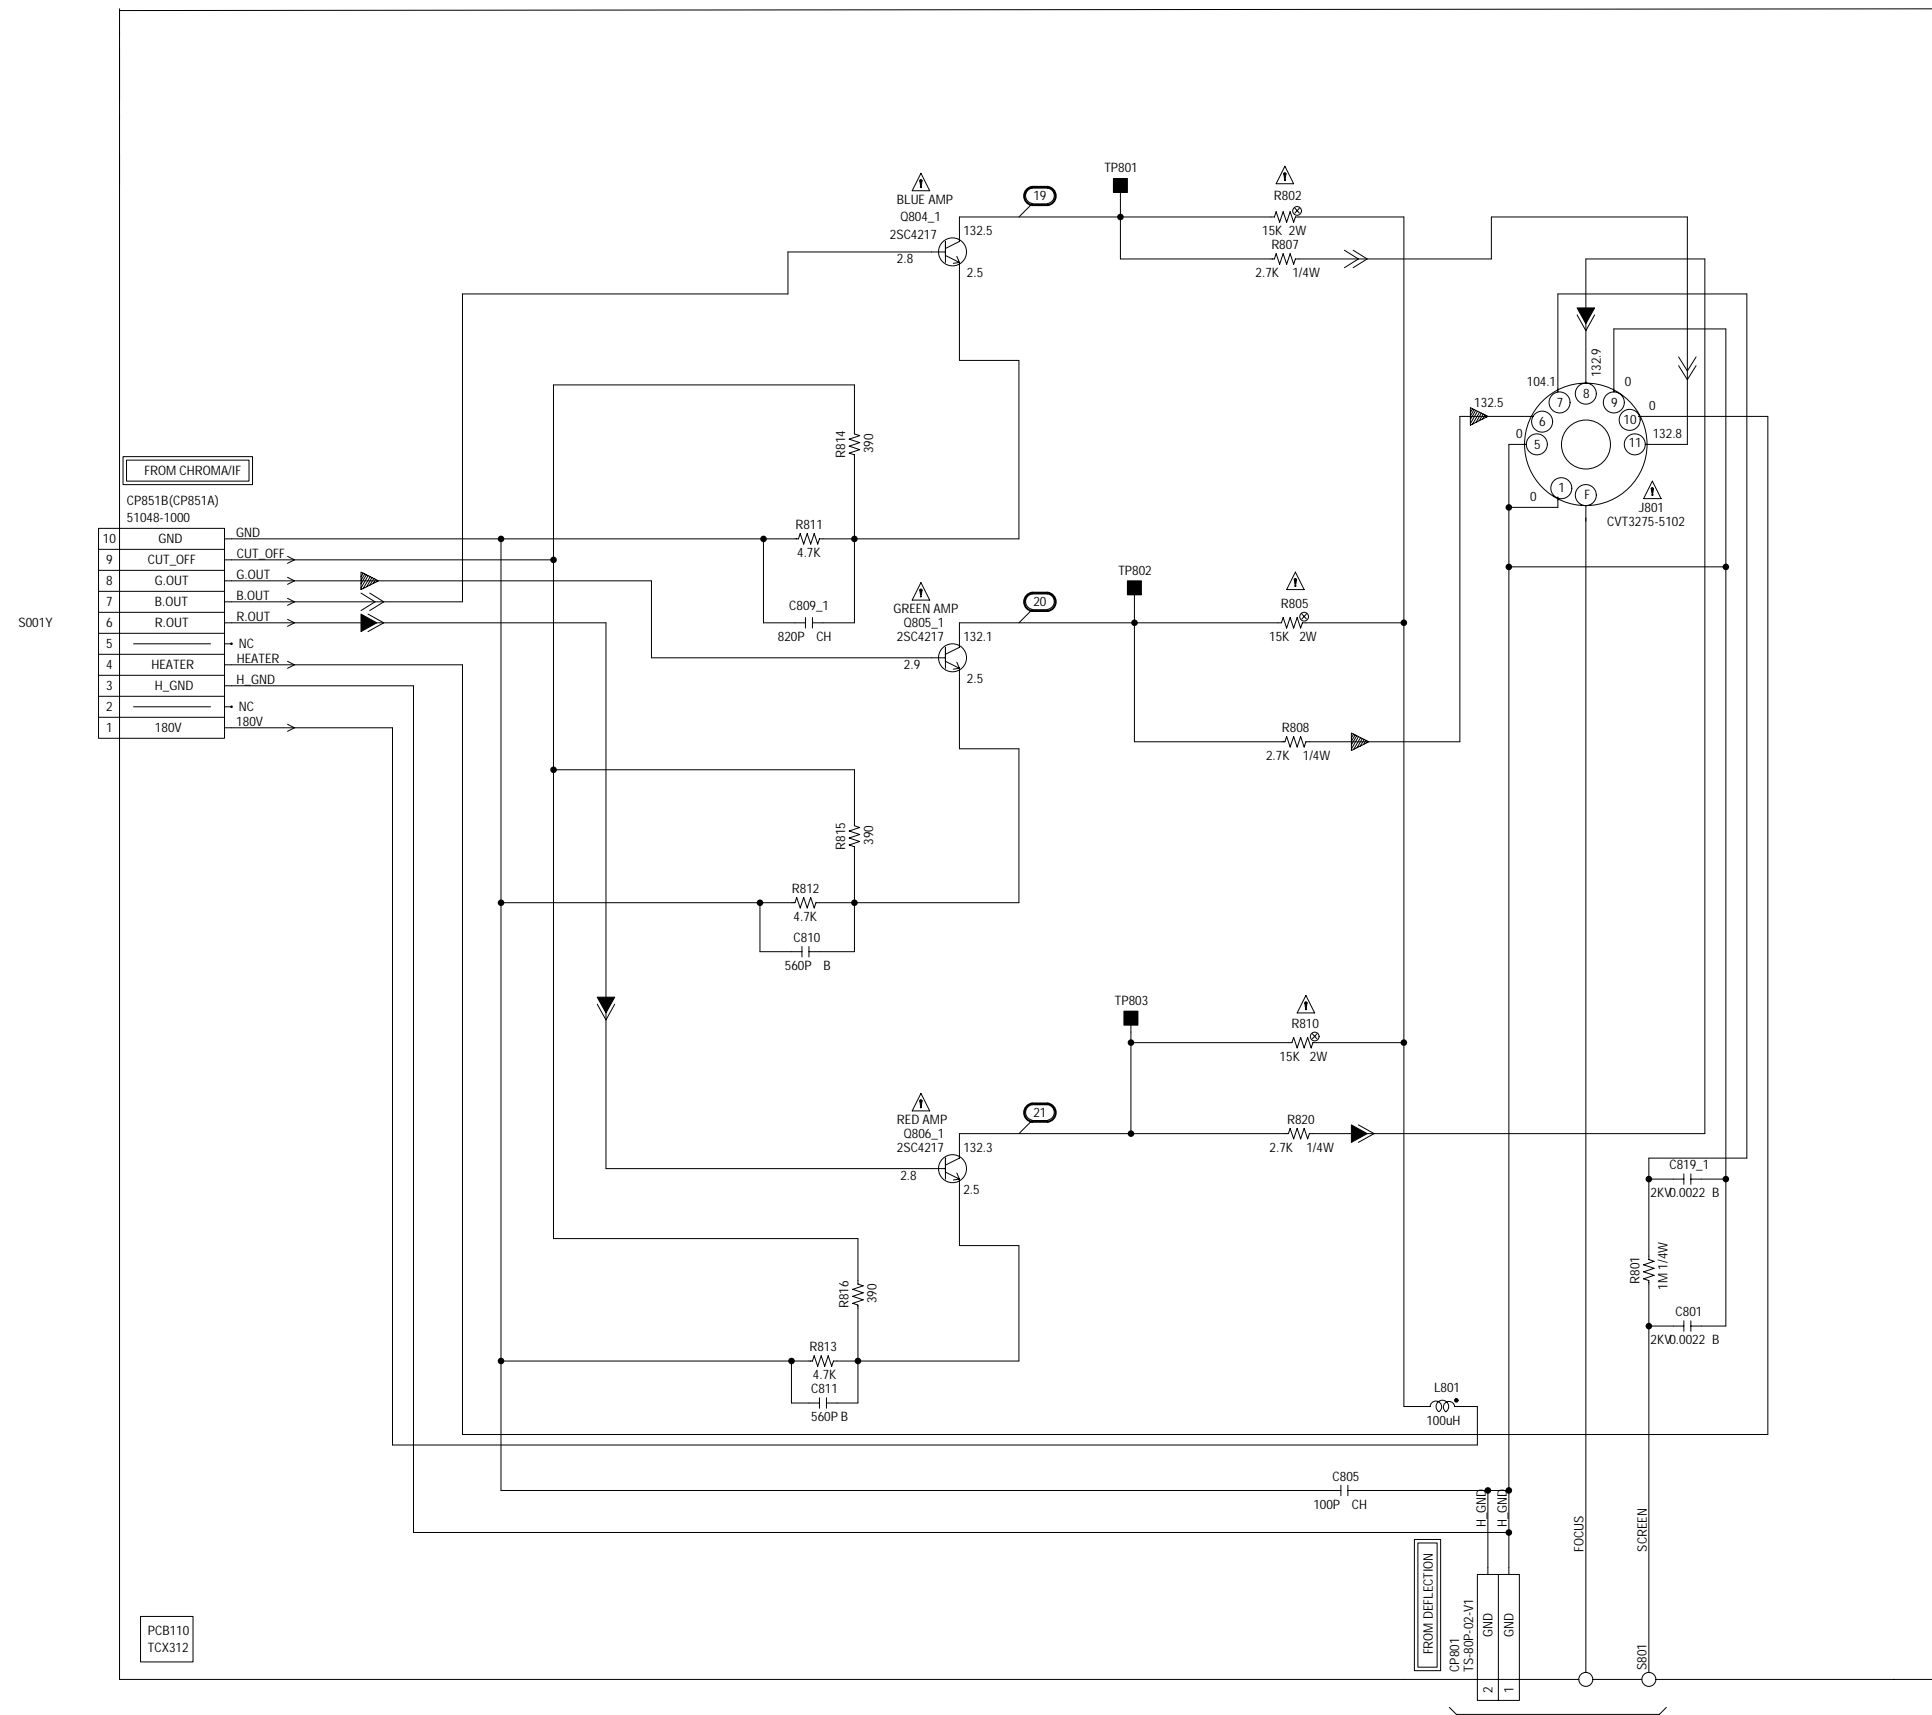 TP801
19
R802
BLUE AMP
Q804_1
2SC4217
132.5
2.8
2.5
15K 2W
R807
2.7K 1/4W
132.9
104.1
0
132.5
0
0
132.8
7
8
9
6
10
5
11
1
F
0
J801
CVT3275-5102
R814
390
FROM CHROMA/IF
CP851B(CP851A)
51048-1000
10 GND GND
9 CUT_OFF CUT_OFF
8 G.OUT G.OUT
7 B.OUT B.OUT
6 R.OUT R.OUT
5 NC
4 HEATER HEATER
3 H_GND H_GND
2 NC
1 180V 180V
S001Y
R811
4.7K
C809_1
820P CH
TP802
20
R805
GREEN AMP
Q805_1
2SC4217
132.1
2.9
2.5
15K 2W
R808
2.7K 1/4W
R815
390
R812
4.7K
C810
560P B
TP803
R810
15K 2W
21
RED AMP
Q806_1
2SC4217
132.3
2.8
2.5
R820
2.7K 1/4W
C819_1
2KV0.0022 B
R801
1M 1/4W
C801
2KV0.0022 B
R816
390
R813
4.7K
C811
560P B
L801
100uH
C805
100P CH
H_GND
H_GND
FOCUS
SCREEN
FROM DEFLECTION
CP801
TS-80P-02-V1
GND
GND
2
1
S801
PCB110
TCX312